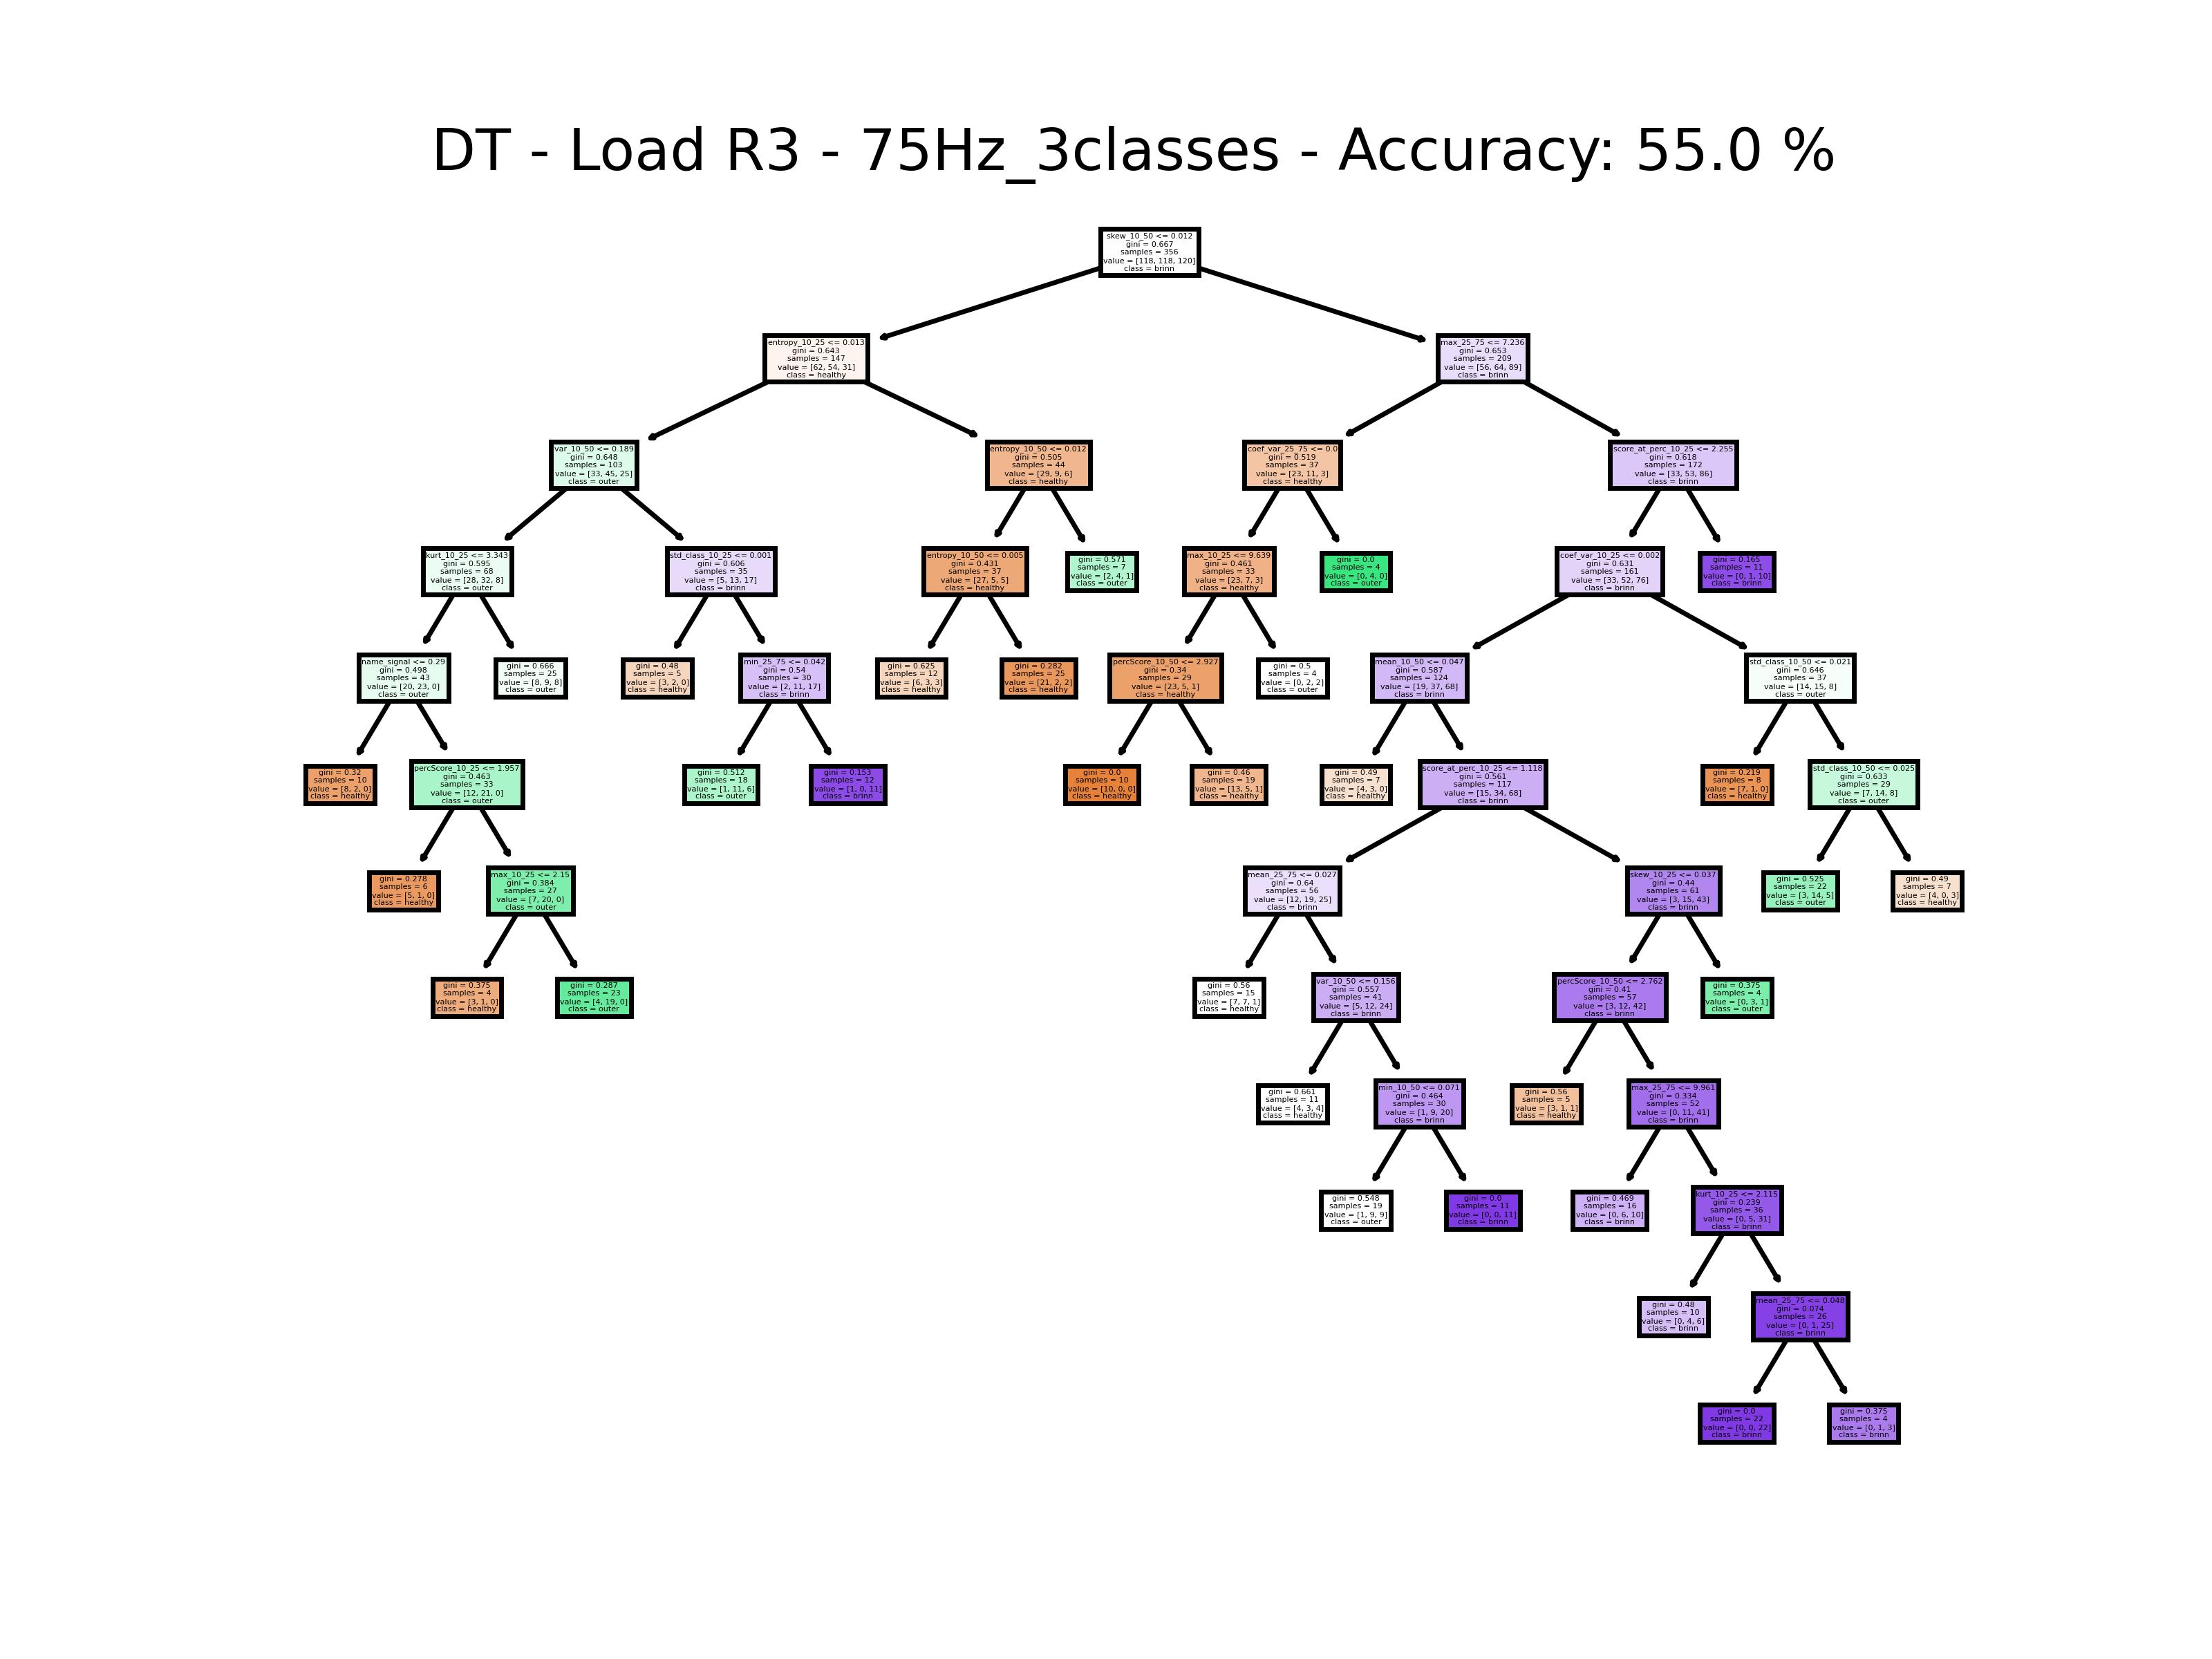 DT - Load R3 - 75Hz_3classes - Accuracy: 55.0 %
skew_10_50 <= 0.012
gini = 0.667
samples = 356
value = [118, 118, 120]
class = brinn
entropy_10_25 <= 0.013
gini = 0.643
samples = 147
value = [62, 54, 31]
class = healthy
max_25_75 <= 7.236
gini = 0.653
samples = 209
value = [56, 64, 89]
class = brinn
var_10_50 <= 0.189
gini = 0.648
samples = 103
value = [33, 45, 25]
class = outer
entropy_10_50 <= 0.012
gini = 0.505
samples = 44
value = [29, 9, 6]
class = healthy
coef_var_25_75 <= 0.0
gini = 0.519
samples = 37
value = [23, 11, 3]
class = healthy
score_at_perc_10_25 <= 2.255
gini = 0.618
samples = 172
value = [33, 53, 86]
class = brinn
kurt_10_25 <= 3.343
gini = 0.595
samples = 68
value = [28, 32, 8]
class = outer
std_class_10_25 <= 0.001
gini = 0.606
samples = 35
value = [5, 13, 17]
class = brinn
entropy_10_50 <= 0.005
gini = 0.431
samples = 37
value = [27, 5, 5]
class = healthy
gini = 0.571
samples = 7
value = [2, 4, 1]
class = outer
max_10_25 <= 9.639
gini = 0.461
samples = 33
value = [23, 7, 3]
class = healthy
gini = 0.0
samples = 4
value = [0, 4, 0]
class = outer
coef_var_10_25 <= 0.002
gini = 0.631
samples = 161
value = [33, 52, 76]
class = brinn
gini = 0.165
samples = 11
value = [0, 1, 10]
class = brinn
name_signal <= 0.29
gini = 0.498
samples = 43
value = [20, 23, 0]
class = outer
gini = 0.666
samples = 25
value = [8, 9, 8]
class = outer
gini = 0.48
samples = 5
value = [3, 2, 0]
class = healthy
min_25_75 <= 0.042
gini = 0.54
samples = 30
value = [2, 11, 17]
class = brinn
gini = 0.625
samples = 12
value = [6, 3, 3]
class = healthy
gini = 0.282
samples = 25
value = [21, 2, 2]
class = healthy
percScore_10_50 <= 2.927
gini = 0.34
samples = 29
value = [23, 5, 1]
class = healthy
gini = 0.5
samples = 4
value = [0, 2, 2]
class = outer
mean_10_50 <= 0.047
gini = 0.587
samples = 124
value = [19, 37, 68]
class = brinn
std_class_10_50 <= 0.021
gini = 0.646
samples = 37
value = [14, 15, 8]
class = outer
gini = 0.32
samples = 10
value = [8, 2, 0]
class = healthy
percScore_10_25 <= 1.957
gini = 0.463
samples = 33
value = [12, 21, 0]
class = outer
gini = 0.512
samples = 18
value = [1, 11, 6]
class = outer
gini = 0.153
samples = 12
value = [1, 0, 11]
class = brinn
gini = 0.0
samples = 10
value = [10, 0, 0]
class = healthy
gini = 0.46
samples = 19
value = [13, 5, 1]
class = healthy
gini = 0.49
samples = 7
value = [4, 3, 0]
class = healthy
score_at_perc_10_25 <= 1.118
gini = 0.561
samples = 117
value = [15, 34, 68]
class = brinn
gini = 0.219
samples = 8
value = [7, 1, 0]
class = healthy
std_class_10_50 <= 0.025
gini = 0.633
samples = 29
value = [7, 14, 8]
class = outer
gini = 0.278
samples = 6
value = [5, 1, 0]
class = healthy
max_10_25 <= 2.15
gini = 0.384
samples = 27
value = [7, 20, 0]
class = outer
mean_25_75 <= 0.027
gini = 0.64
samples = 56
value = [12, 19, 25]
class = brinn
skew_10_25 <= 0.037
gini = 0.44
samples = 61
value = [3, 15, 43]
class = brinn
gini = 0.525
samples = 22
value = [3, 14, 5]
class = outer
gini = 0.49
samples = 7
value = [4, 0, 3]
class = healthy
gini = 0.375
samples = 4
value = [3, 1, 0]
class = healthy
gini = 0.287
samples = 23
value = [4, 19, 0]
class = outer
gini = 0.56
samples = 15
value = [7, 7, 1]
class = healthy
var_10_50 <= 0.156
gini = 0.557
samples = 41
value = [5, 12, 24]
class = brinn
percScore_10_50 <= 2.762
gini = 0.41
samples = 57
value = [3, 12, 42]
class = brinn
gini = 0.375
samples = 4
value = [0, 3, 1]
class = outer
gini = 0.661
samples = 11
value = [4, 3, 4]
class = healthy
min_10_50 <= 0.071
gini = 0.464
samples = 30
value = [1, 9, 20]
class = brinn
gini = 0.56
samples = 5
value = [3, 1, 1]
class = healthy
max_25_75 <= 9.961
gini = 0.334
samples = 52
value = [0, 11, 41]
class = brinn
gini = 0.548
samples = 19
value = [1, 9, 9]
class = outer
gini = 0.0
samples = 11
value = [0, 0, 11]
class = brinn
gini = 0.469
samples = 16
value = [0, 6, 10]
class = brinn
kurt_10_25 <= 2.115
gini = 0.239
samples = 36
value = [0, 5, 31]
class = brinn
gini = 0.48
samples = 10
value = [0, 4, 6]
class = brinn
mean_25_75 <= 0.048
gini = 0.074
samples = 26
value = [0, 1, 25]
class = brinn
gini = 0.0
samples = 22
value = [0, 0, 22]
class = brinn
gini = 0.375
samples = 4
value = [0, 1, 3]
class = brinn